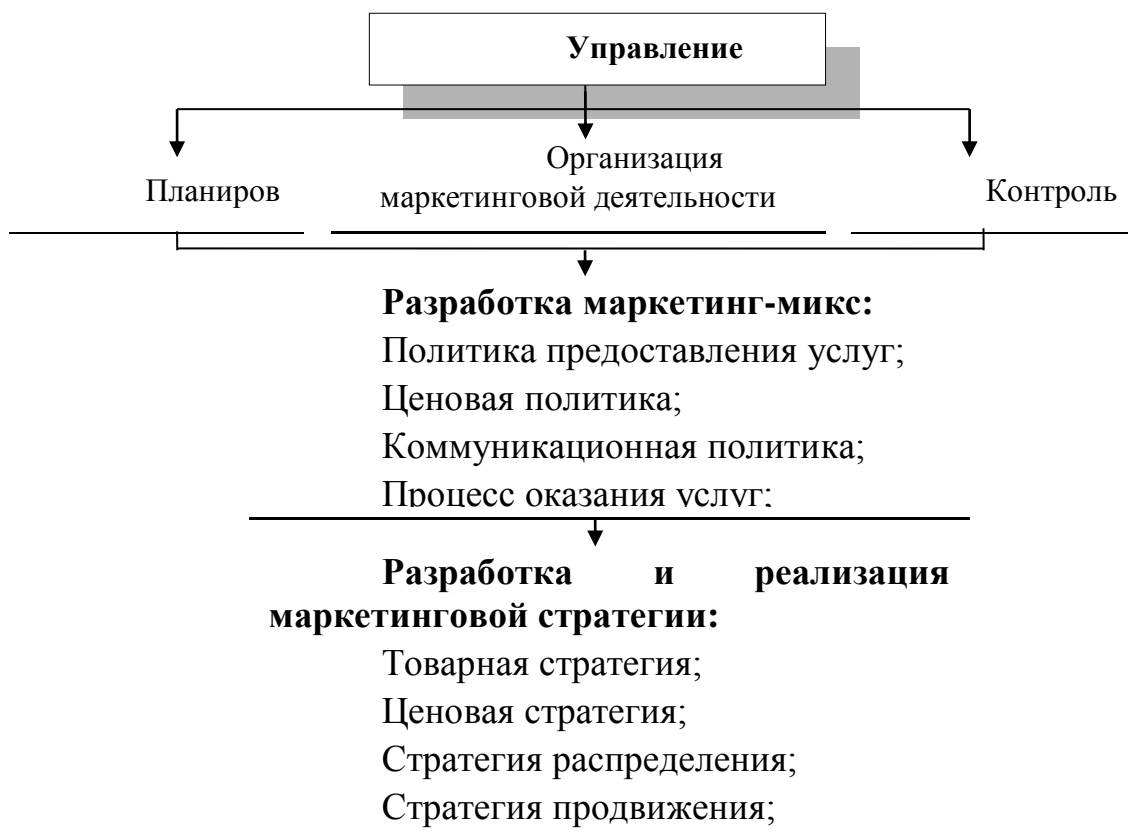 Управление
Организация
маркетинговой деятельности
Планиров
Контроль
Разработка маркетинг-микс:
Политика предоставления услуг;
Ценовая политика;
Коммуникационная политика;
Процесс оказания услуг;
Разработка и реализация
маркетинговой стратегии:
Товарная стратегия;
Ценовая стратегия;
Стратегия распределения;
Стратегия продвижения;